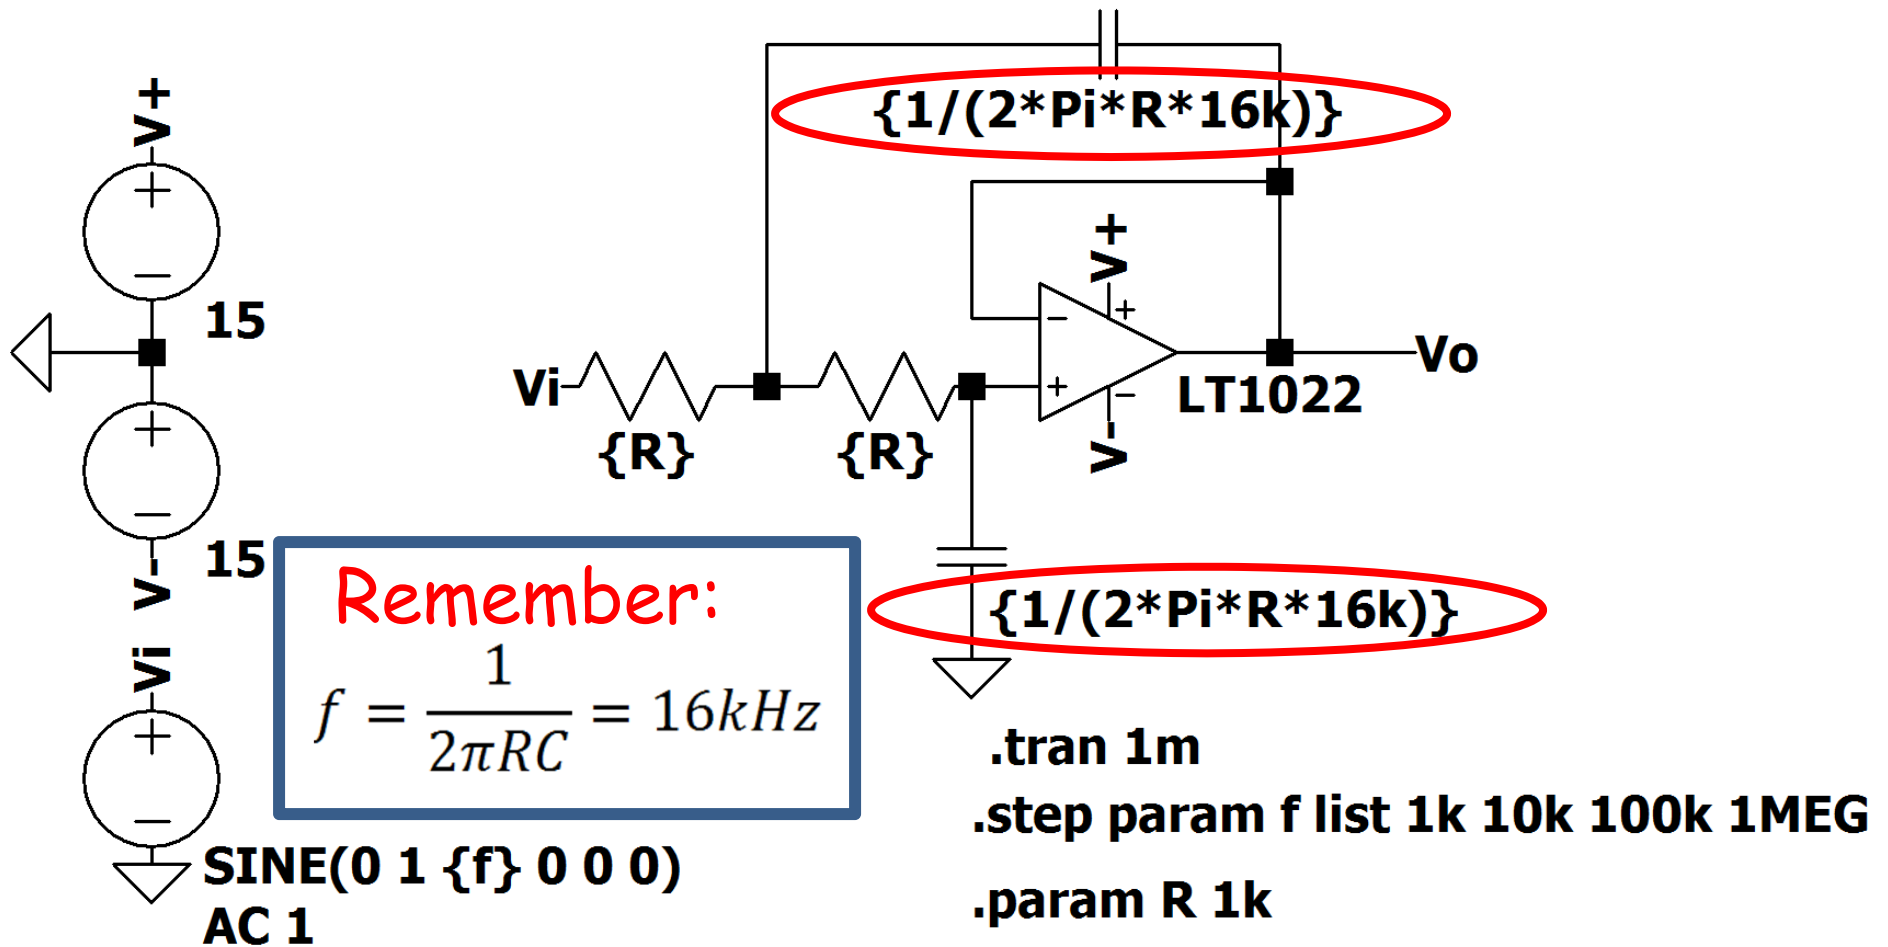 {1/(2*Pi*R*16k)}
V+
+
−
15
+
−
15
V-
Vi
+
−
SINE(0 1 {f} 0 0 0)
AC 1
Vi
{R}
{R}
V+
+
−
+
−
V-
LT1022
Vo
{1/(2*Pi*R*16k)}
Remember:
f = 1/2πRC = 16kHz
.tran 1m
.step param f list 1k 10k 100k 1MEG
.param R 1k